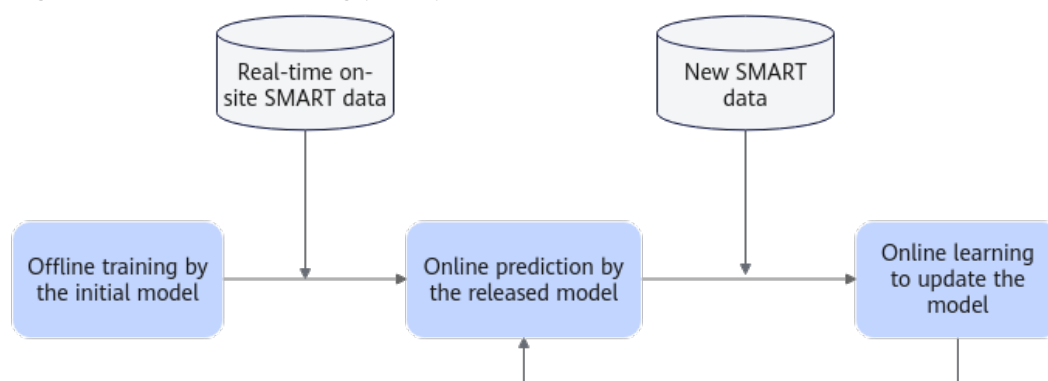 Real-time on-
site SMART data
New SMART
data
Offline training by
the initial model
Online prediction by
the released model
Online learning
to update the
model